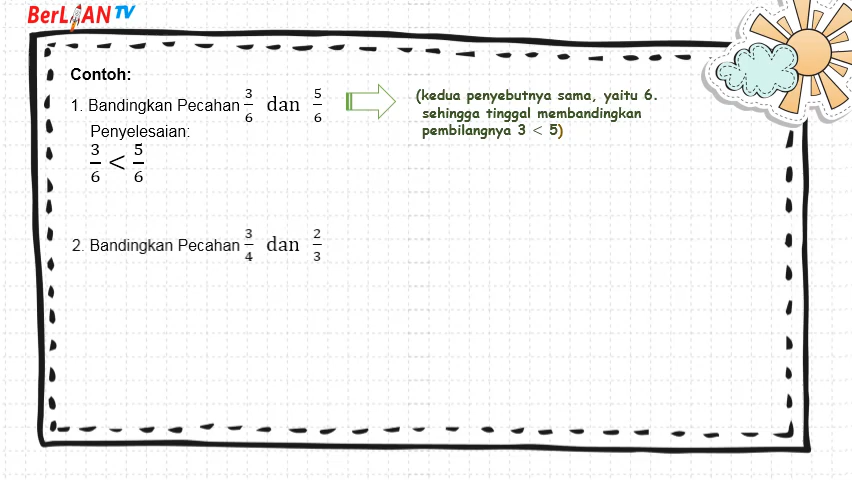 BerLIAN TV
Contoh:
1. Bandingkan Pecahan 3/6 dan 5/6
(kedua penyebutnya sama, yaitu 6.
sehingga tinggal membandingkan
pembilangnya 3 < 5)
Penyelesaian:
3/6 < 5/6
2. Bandingkan Pecahan 3/4 dan 2/3